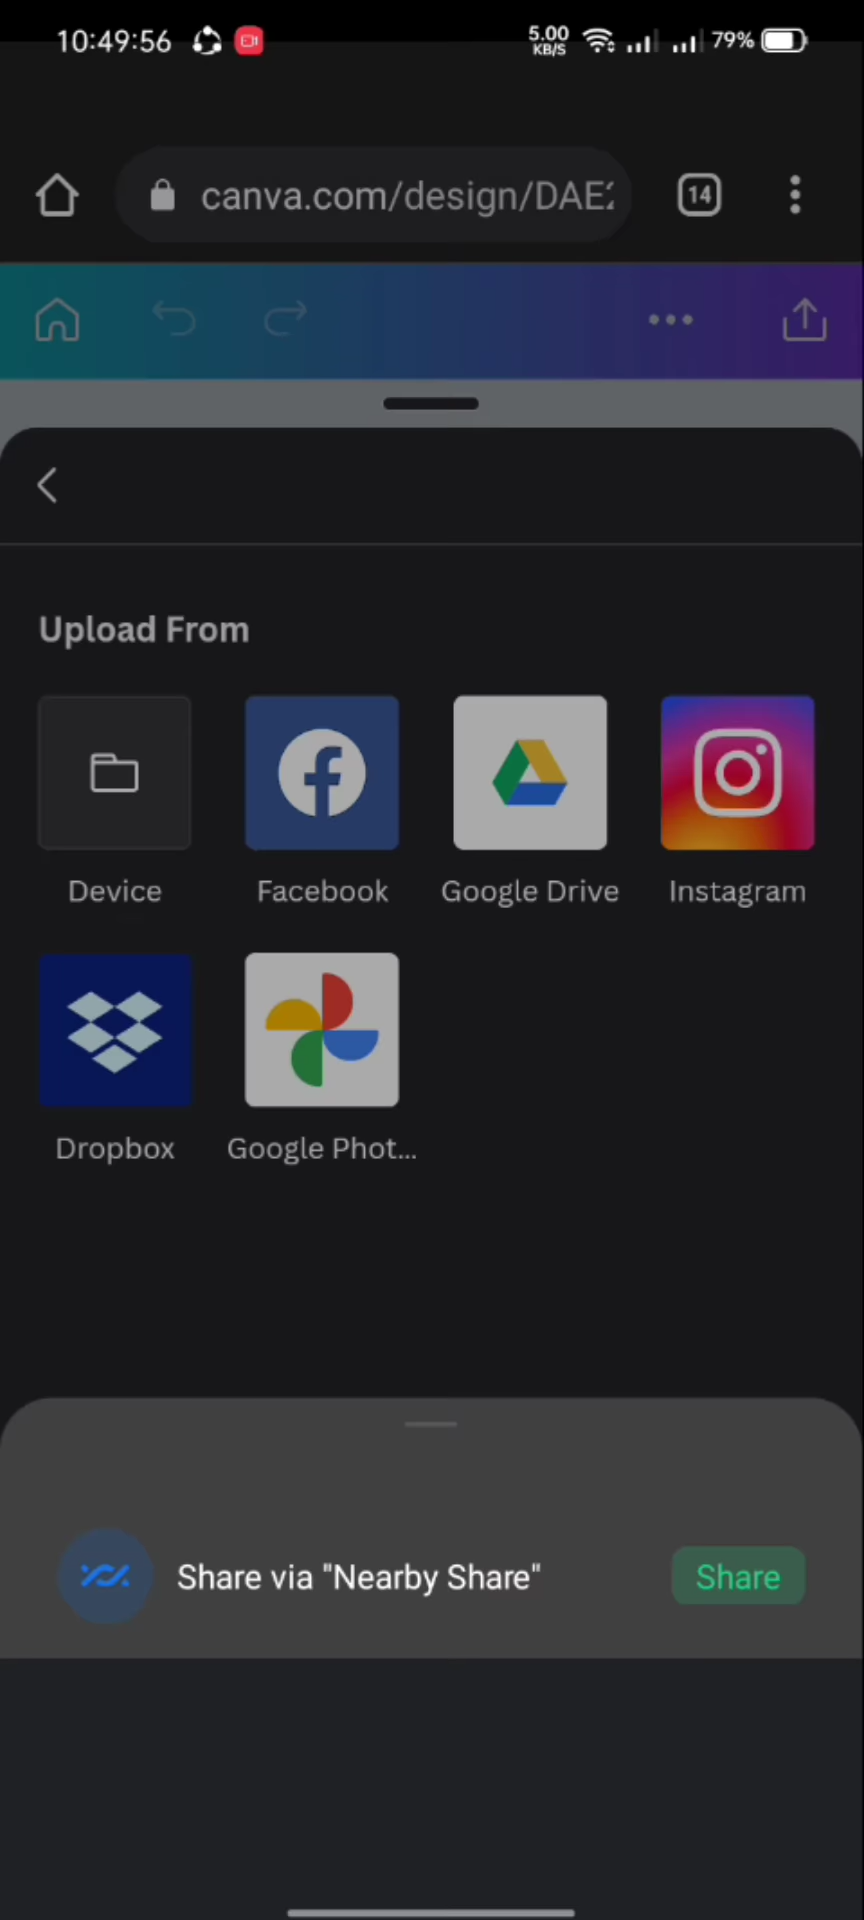 10:49:56 5.00 KB/S 79%
canva.com/design/DAE 14
Upload From
Device Facebook Google Drive Instagram
Dropbox Google Phot...
Share via "Nearby Share" Share